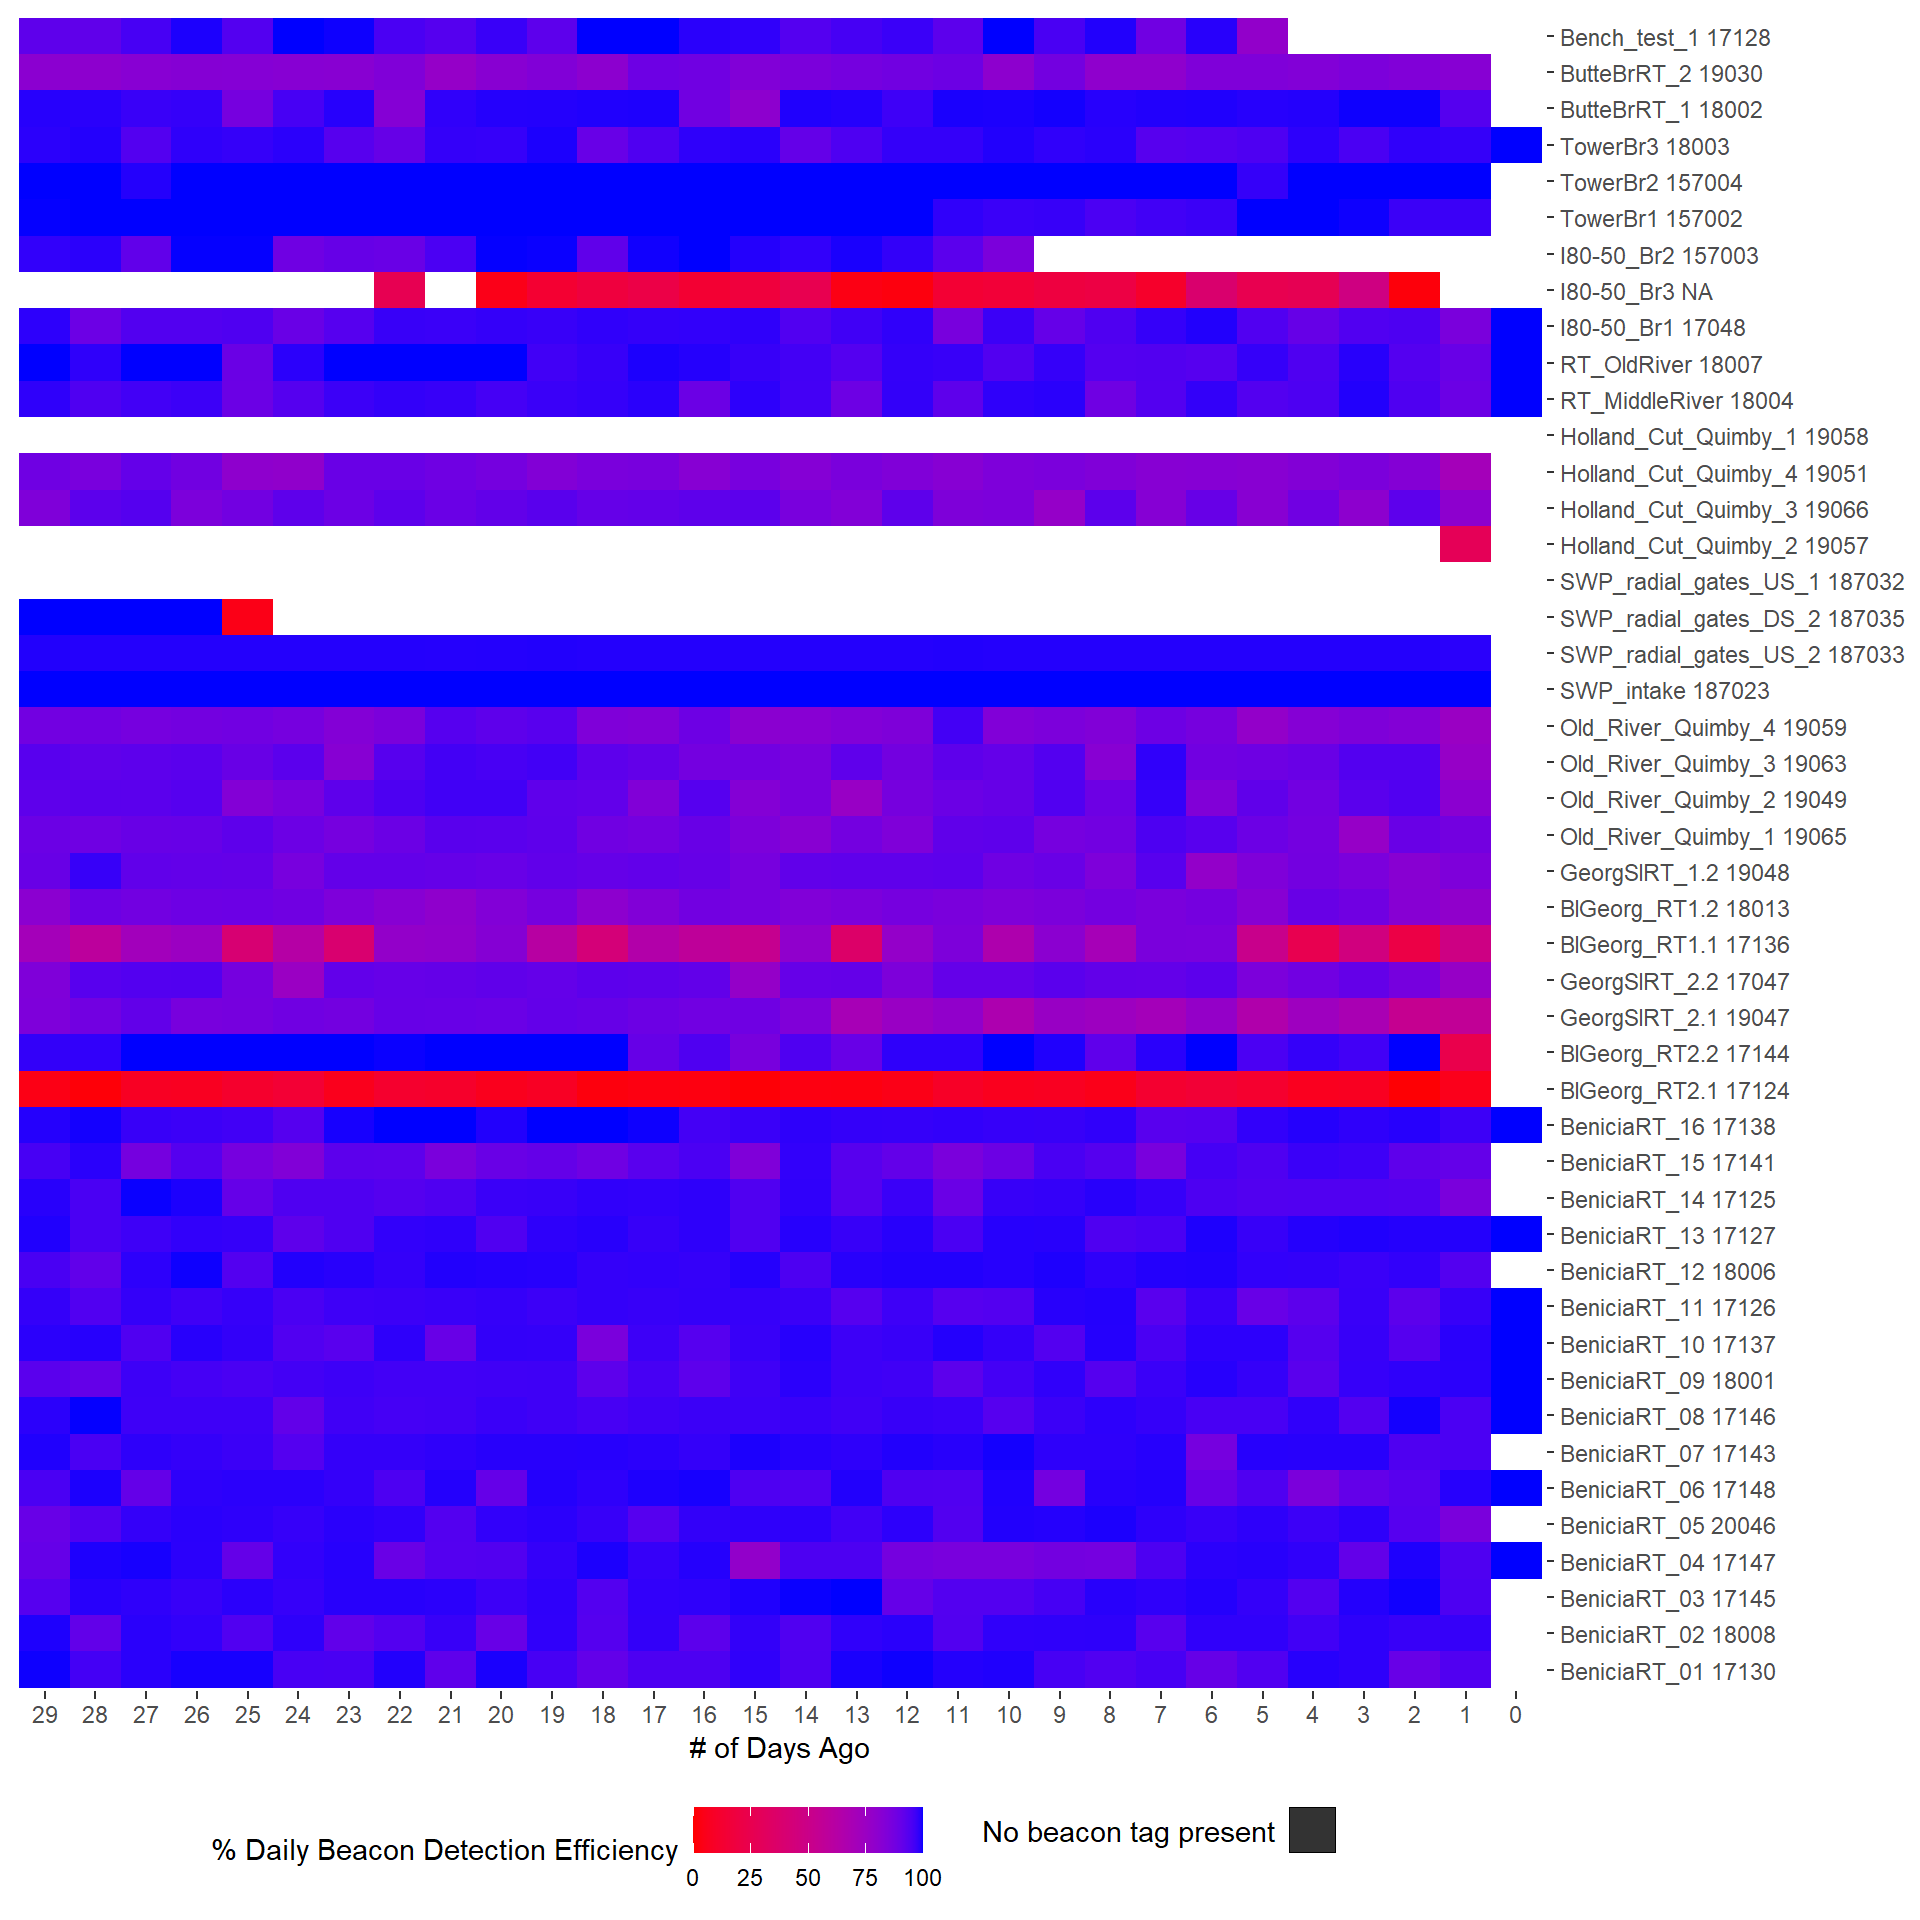 Bench_test_1 17128
ButteBrRT_2 19030
ButteBrRT_1 18002
TowerBr3 18003
TowerBr2 157004
TowerBr1 157002
I80-50_Br2 157003
I80-50_Br3 NA
I80-50_Br1 17048
RT_OldRiver 18007
RT_MiddleRiver 18004
Holland_Cut_Quimby_1 19058
Holland_Cut_Quimby_4 19051
Holland_Cut_Quimby_3 19066
Holland_Cut_Quimby_2 19057
SWP_radial_gates_US_1 187032
SWP_radial_gates_DS_2 187035
SWP_radial_gates_US_2 187033
SWP_intake 187023
Old_River_Quimby_4 19059
Old_River_Quimby_3 19063
Old_River_Quimby_2 19049
Old_River_Quimby_1 19065
GeorgSlRT_1.2 19048
BlGeorg_RT1.2 18013
BlGeorg_RT1.1 17136
GeorgSlRT_2.2 17047
GeorgSlRT_2.1 19047
BlGeorg_RT2.2 17144
BlGeorg_RT2.1 17124
BeniciaRT_16 17138
BeniciaRT_15 17141
BeniciaRT_14 17125
BeniciaRT_13 17127
BeniciaRT_12 18006
BeniciaRT_11 17126
BeniciaRT_10 17137
BeniciaRT_09 18001
BeniciaRT_08 17146
BeniciaRT_07 17143
BeniciaRT_06 17148
BeniciaRT_05 20046
BeniciaRT_04 17147
BeniciaRT_03 17145
BeniciaRT_02 18008
BeniciaRT_01 17130
29 28 27 26 25 24 23 22 21 20 19 18 17 16 15 14 13 12 11 10 9 8 7 6 5 4 3 2 1 0
# of Days Ago
% Daily Beacon Detection Efficiency
0 25 50 75 100
No beacon tag present